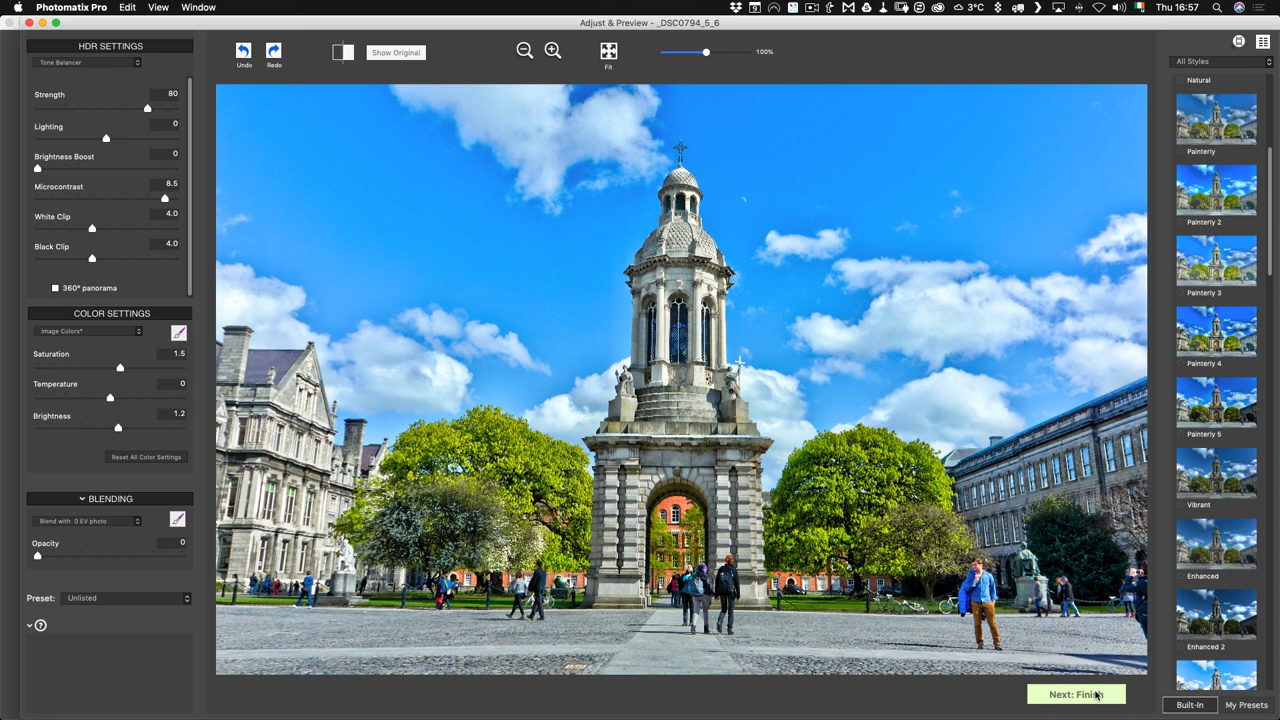 Photomatix Pro Edit View Window 3°C Thu 16:57
Adjust & Preview - _DSC0794_5_6
HDR SETTINGS
Tone Balancer
Strength 80
Lighting 0
Brightness Boost 0
Microcontrast 8.5
White Clip 4.0
Black Clip 4.0
360º panorama
COLOR SETTINGS
Image Colors*
Saturation 1.5
Temperature 0
Brightness 1.2
Reset All Color Settings
BLENDING
Blend with 0 EV photo
Opacity 0
Preset: Unlisted
?
Undo Redo
Show Original
Fit
100%
All Styles
Natural
Painterly
Painterly 2
Painterly 3
Painterly 4
Painterly 5
Vibrant
Enhanced
Enhanced 2
Next: Finish
Built-In My Presets